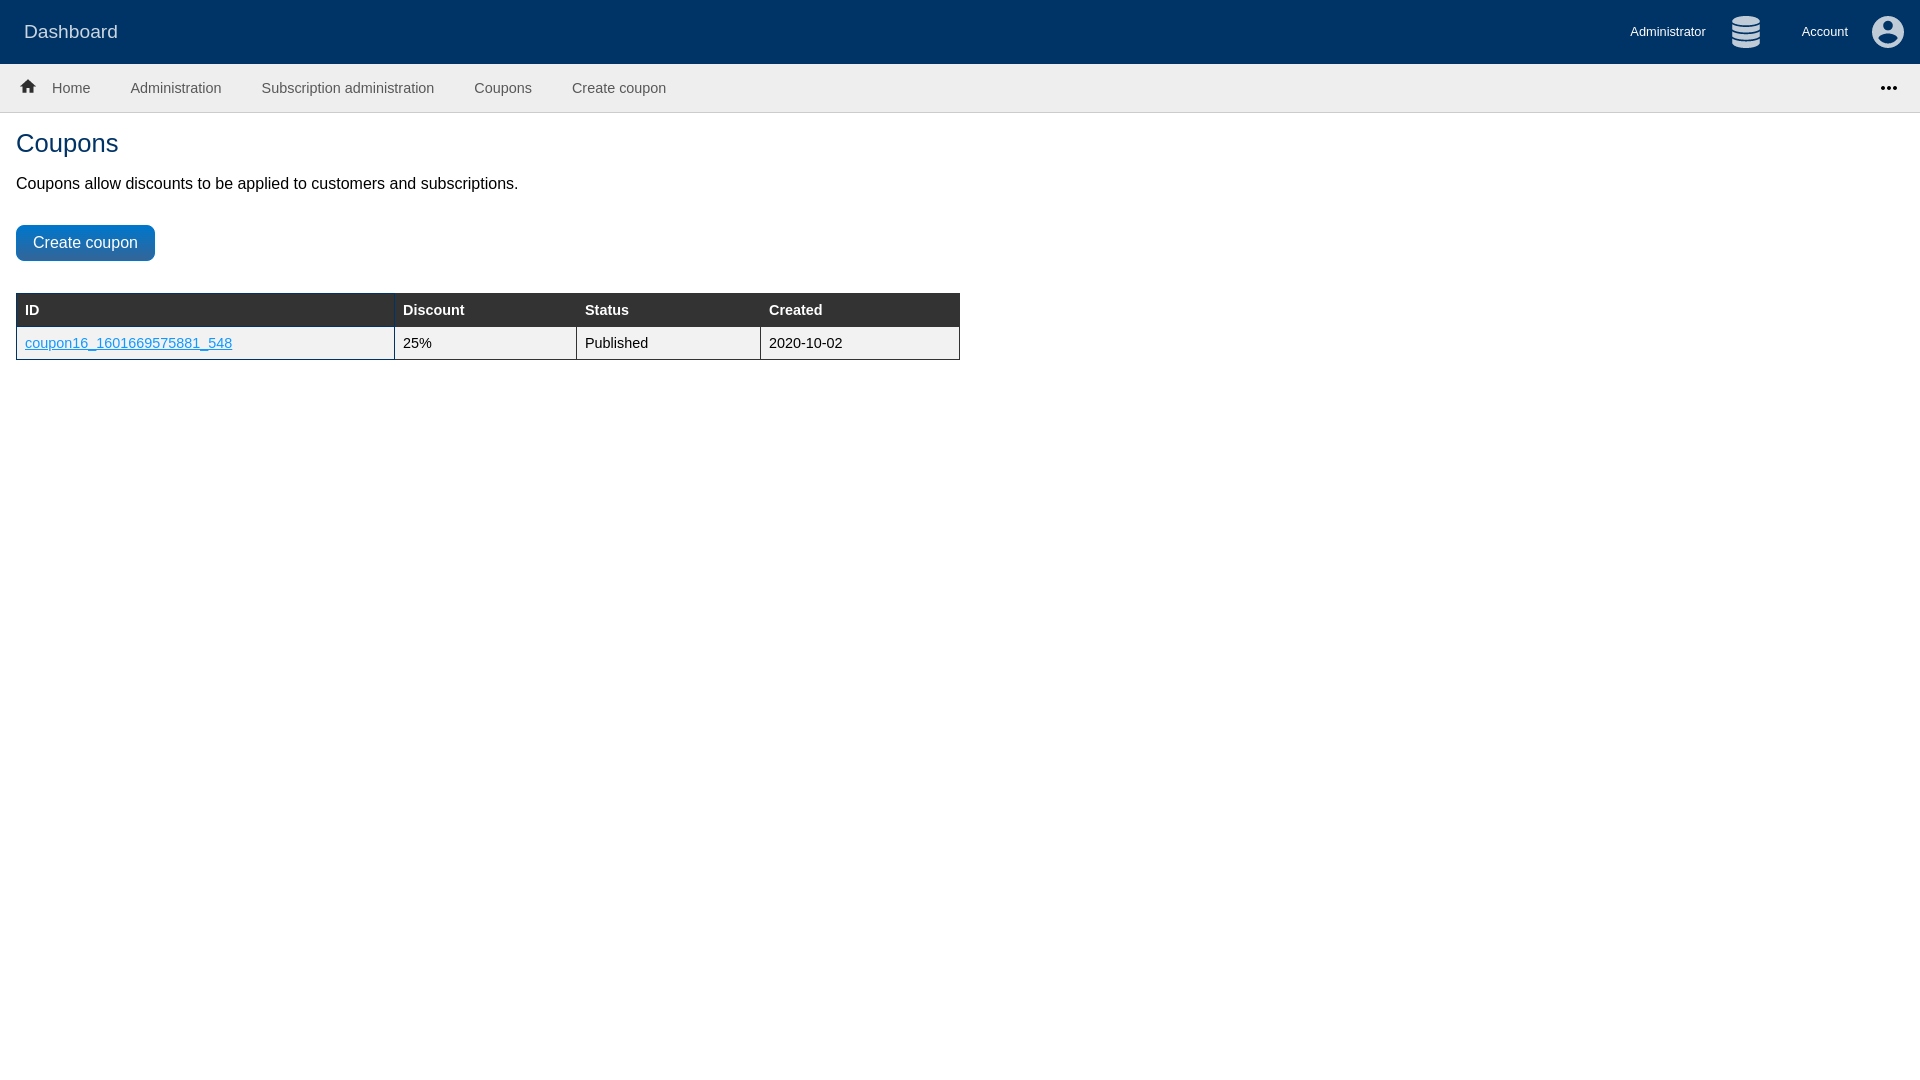 Dashboard
Administrator
Account
Home
Administration
Subscription administration
Coupons
Create coupon
Coupons
Coupons allow discounts to be applied to customers and subscriptions.
Create coupon
ID Discount Status Created
coupon16_1601669575881_548 25% Published 2020-10-02